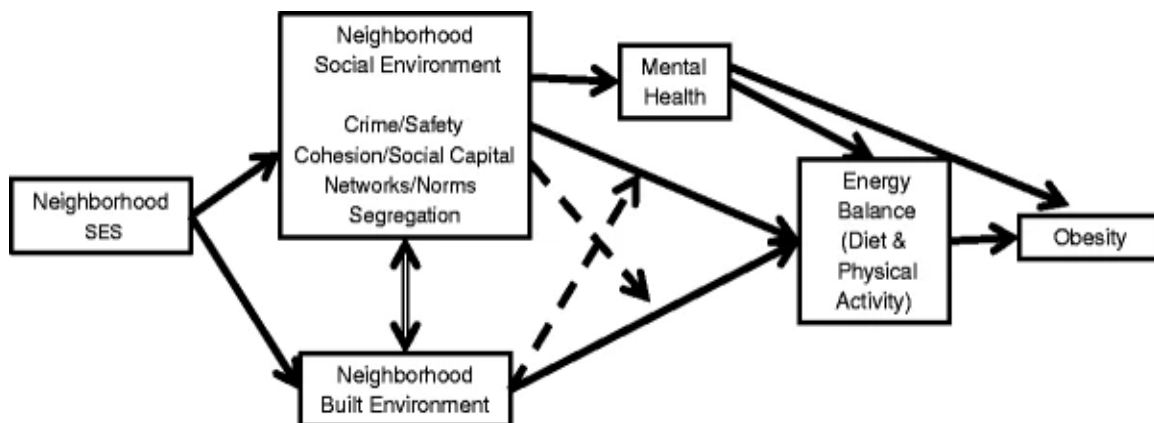 Neighborhood
Social Environment
Crime/Safety
Cohesion/Social Capital
Networks/Norms
Segregation
Mental
Health
Neighborhood
SES
Energy
Balance
(Diet &
Physical
Activity)
Obesity
Neighborhood
Built Environment